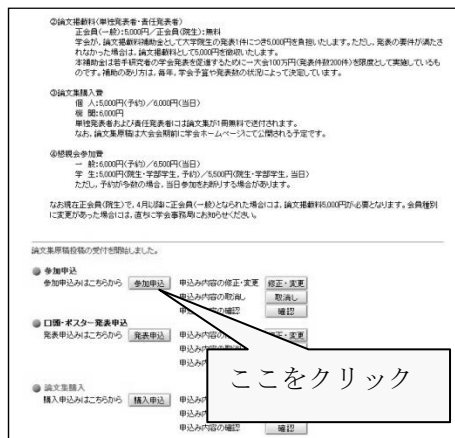 ②論文掲載料(単独発表者・責任発表者)
正会員(一般):5,000円/正会員(院生):無料
学会が、論文掲載料補助金として大学院生の発表1件につき5,000円を負担いたします。ただし、発表の要件が満たさ
れなかった場合は、論文掲載料として5,000円を徴収いたします。
本補助金は若手研究者の学会発表を促進するために一大会100万円(発表件数200件)を限度として実施しているも
のです。補助のあり方は、毎年、学会予算や発表数の状況によって決定しています。
③論文集購入費
個 人:5,000円(予約)/6,000円(当日)
機 関:6,000円
単独発表者および責任発表者には論文集が1冊無料で送付されます。
なお、論文集原稿は大会会期前に学会ホームページにて公開される予定です。
④懇親会参加費
一 般:6,000円(予約)/6,500円(当日)
学 生:5,000円(院生・学部学生、予約)/5,500円(院生・学部学生、当日)
ただし、予約が多数の場合、当日参加をお断りする場合があります。
なお現在正会員(院生)で、4月以降に正会員(一般)となられた場合には、論文掲載料5,000円が必要となります。会員種別
に変更があった場合には、直ちに学会事務局にお知らせください。
論文集原稿投稿の受付を開始しました。
参加申込
参加申込みはこちらから 参加申込 申込み内容の修正・変更 修正・変更
申込み内容の取消し 取消し
申込み内容の確認 確認
口頭・ポスター発表申込
発表申込みはこちらから 発表申込 申込み内容の修正・変更
申込み
申込み
ここをクリック
論文集購入
購入申込みはこちらから 購入申込 申込み
申込み
申込み内容の確認 確認